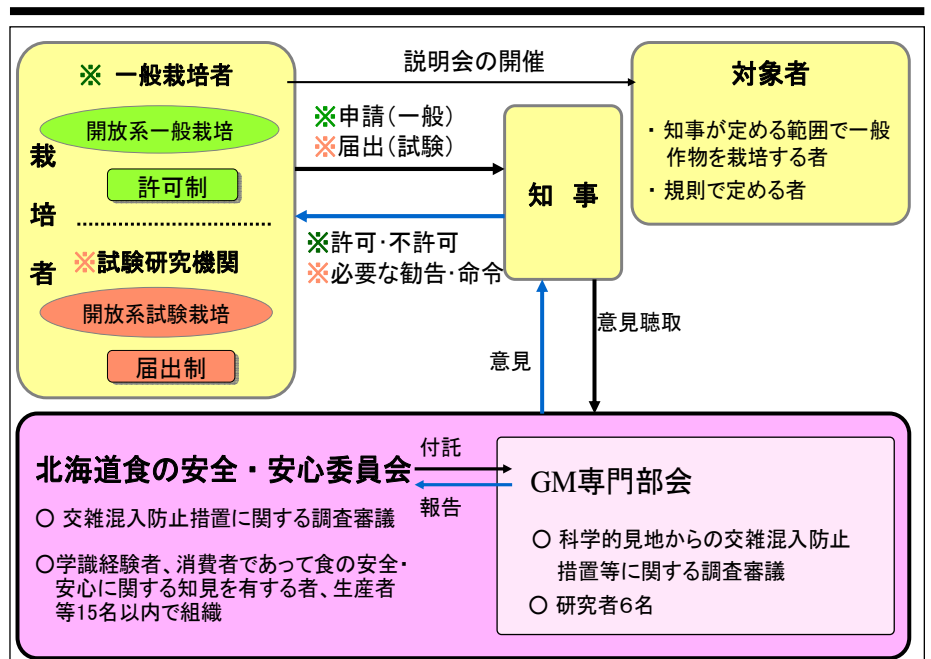 ※ 一般栽培者
開放系一般栽培
許可制
栽培者
※試験研究機関
開放系試験栽培
届出制
説明会の開催
※申請(一般)
※届出(試験)
※許可・不許可
※必要な勧告・命令
知 事
対象者
・ 知事が定める範囲で一般
作物を栽培する者
・ 規則で定める者
意見
意見聴取
北海道食の安全・安心委員会
○ 交雑混入防止措置に関する調査審議
○学識経験者、消費者であって食の安全・
安心に関する知見を有する者、生産者
等15名以内で組織
付託
報告
GM専門部会
○ 科学的見地からの交雑混入防止
措置等に関する調査審議
○ 研究者6名